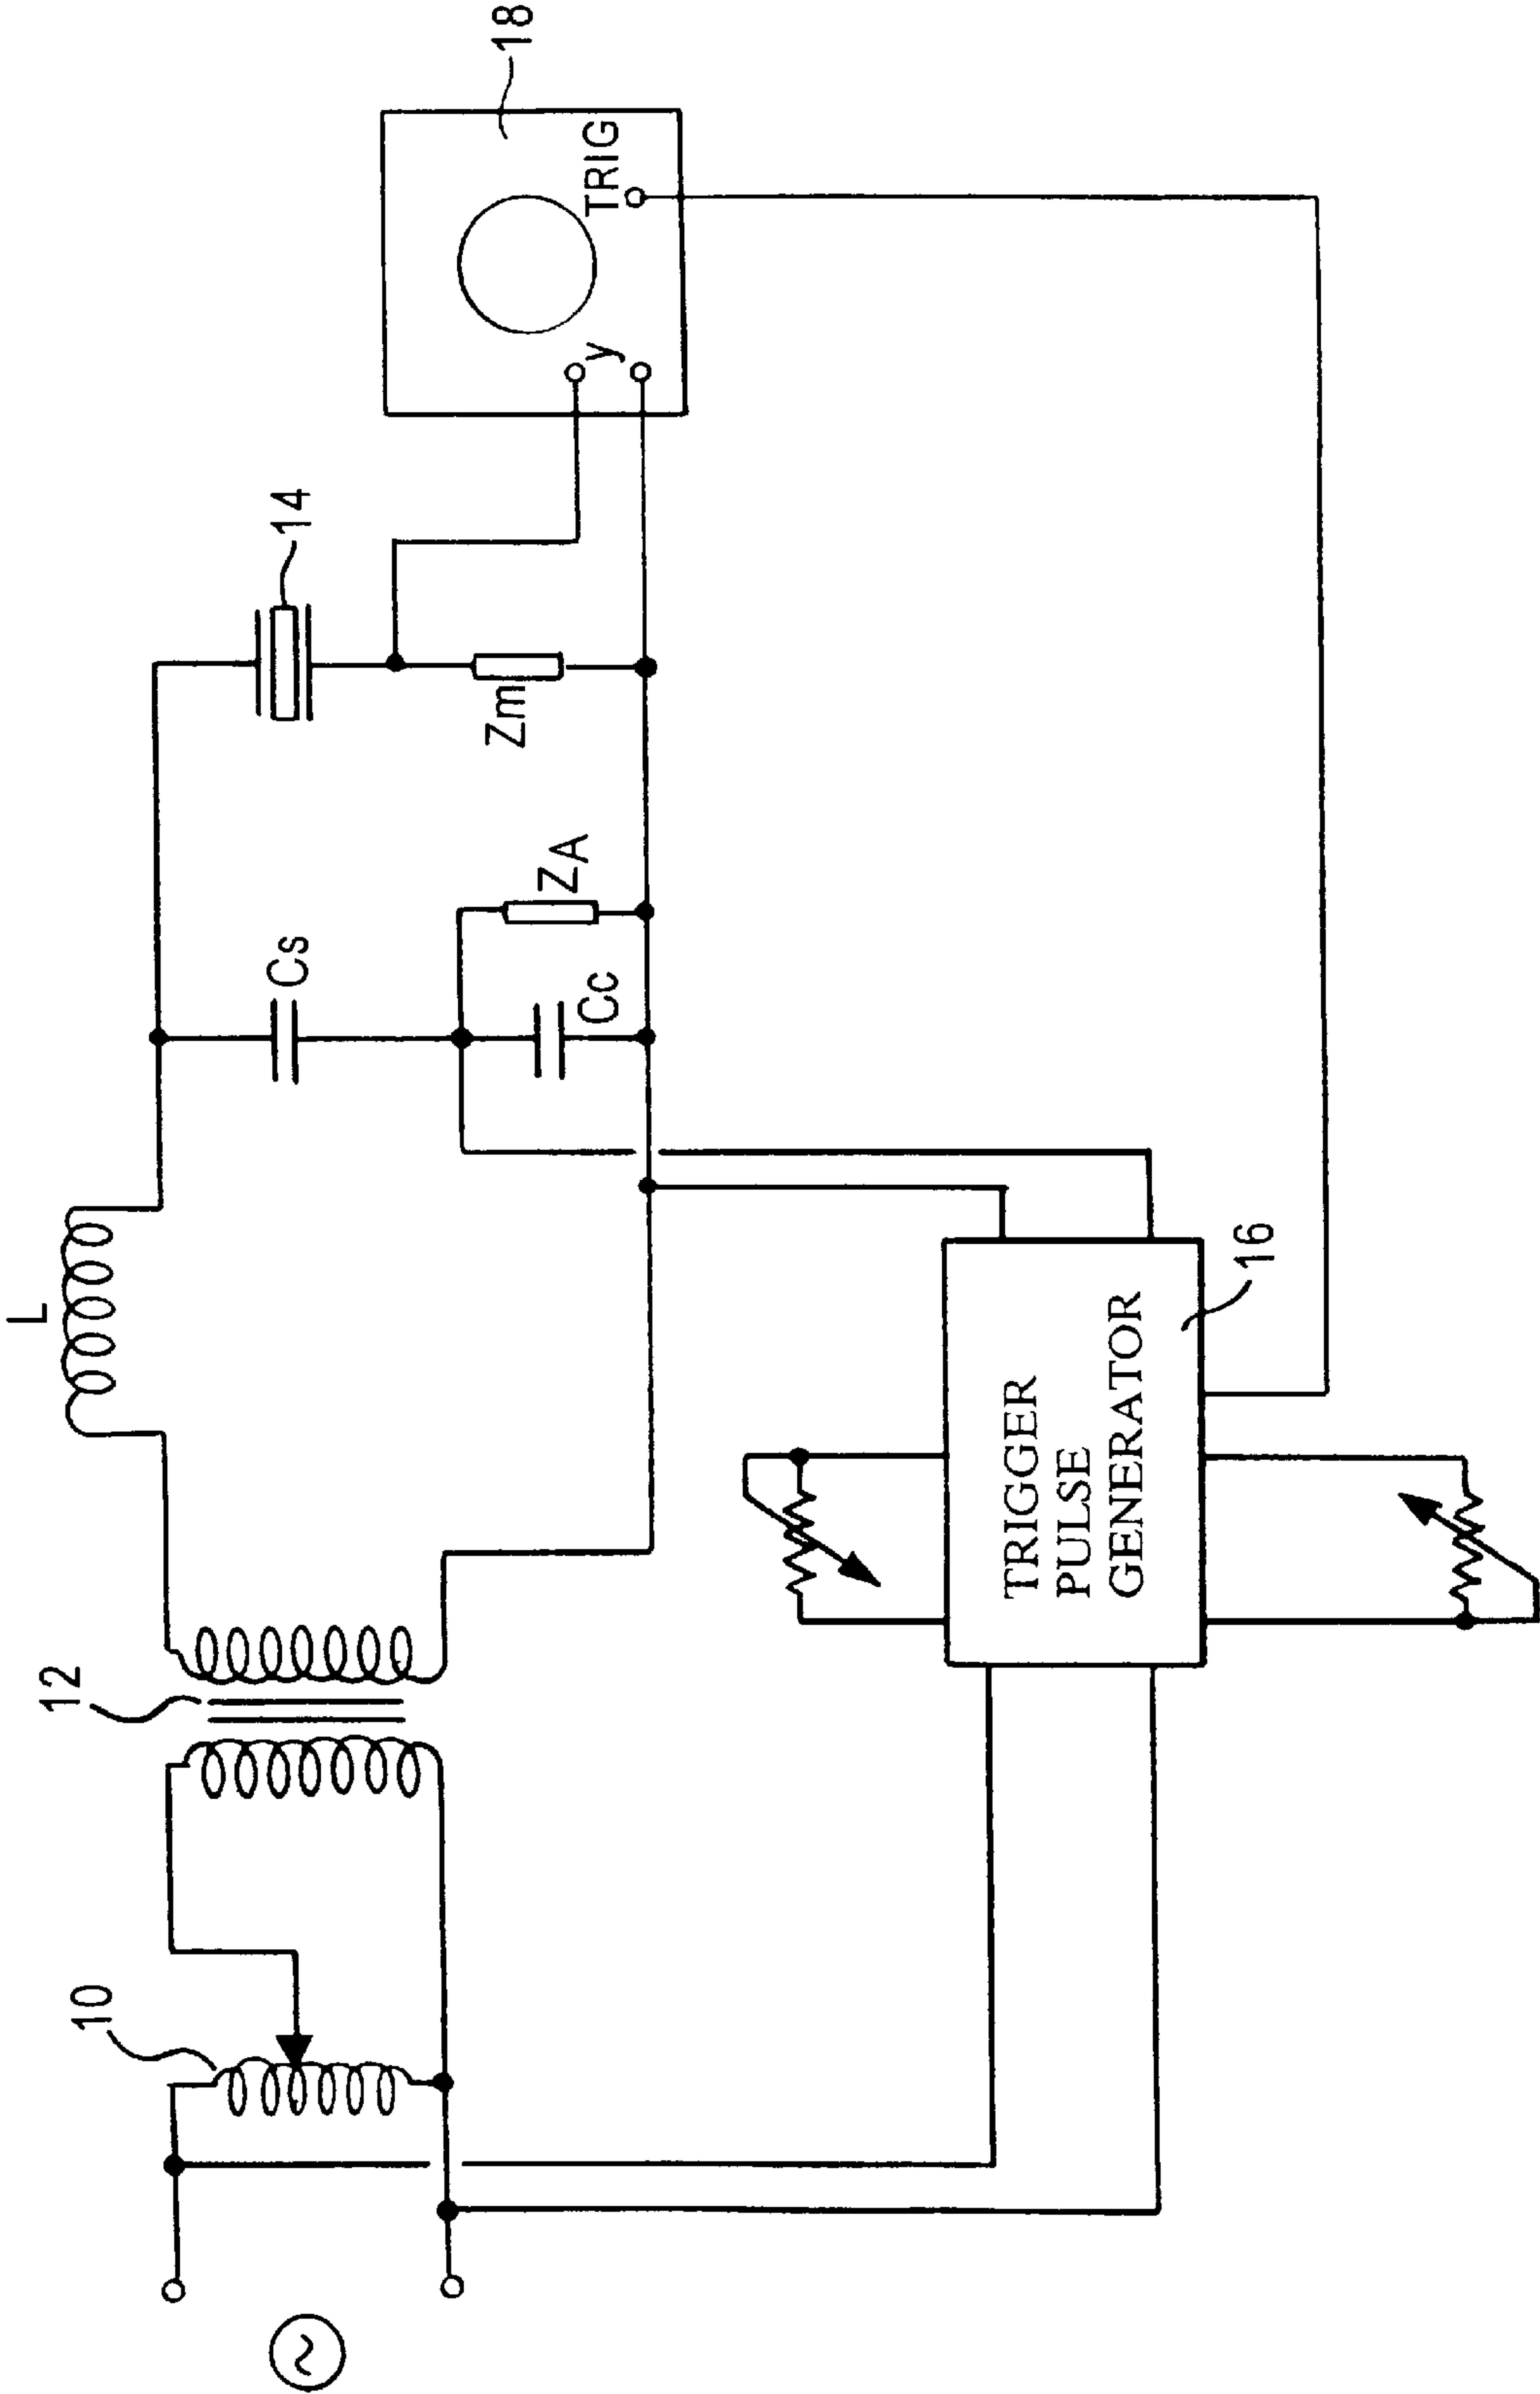 10
12
L
Cs
Cc
ZA
14
Zm
y
TRIG
18
TRIGGER
PULSE
GENERATOR
16